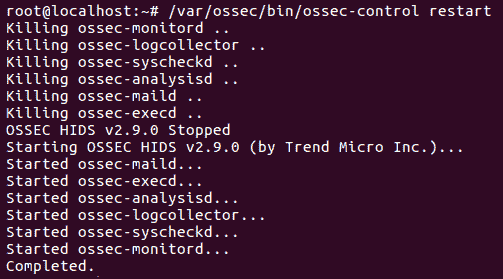 root@localhost:~# /var/ossec/bin/ossec-control restart
Killing ossec-monitord ..
Killing ossec-logcollector ..
Killing ossec-syscheckd ..
Killing ossec-analysisd ..
Killing ossec-maild ..
Killing ossec-execd ..
OSSEC HIDS v2.9.0 Stopped
Starting OSSEC HIDS v2.9.0 (by Trend Micro Inc.)...
Started ossec-maild...
Started ossec-execd...
Started ossec-analysisd...
Started ossec-logcollector...
Started ossec-syscheckd...
Started ossec-monitord...
Completed.